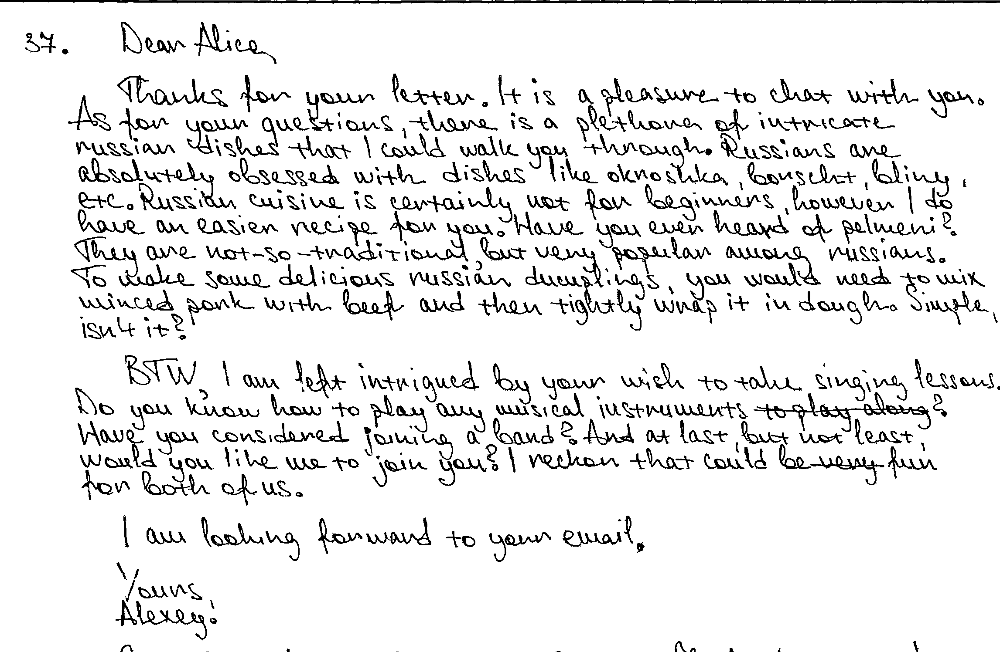 37. Dear Alice,
Thanks for your letter. It is a pleasure to chat with you.
As for your questions, there is a plethora of intricate
russian dishes that I could walk you through. Russians are
absolutely obsessed with dishes like okroshka, borscht, bliny,
etc. Russian cuisine is certainly not for beginners, however I do
have an easier recipe for you. Have you ever heard of pelmeni?
They are not-so-traditional, but very popular among russians.
To make some delicious russian dumplings, you would need to mix
minced pork with beef and then tightly wrap it in dough. Simple,
isn't it?
BTW, I am left intrigued by your wish to take singing lessons.
Do you know how to play any musical instruments to play along?
Have you considered joining a band? And at last, but not least,
would you like me to join you? I reckon that could be very fun
for both of us.
I am looking forward to your email.
Yours,
Alexey.